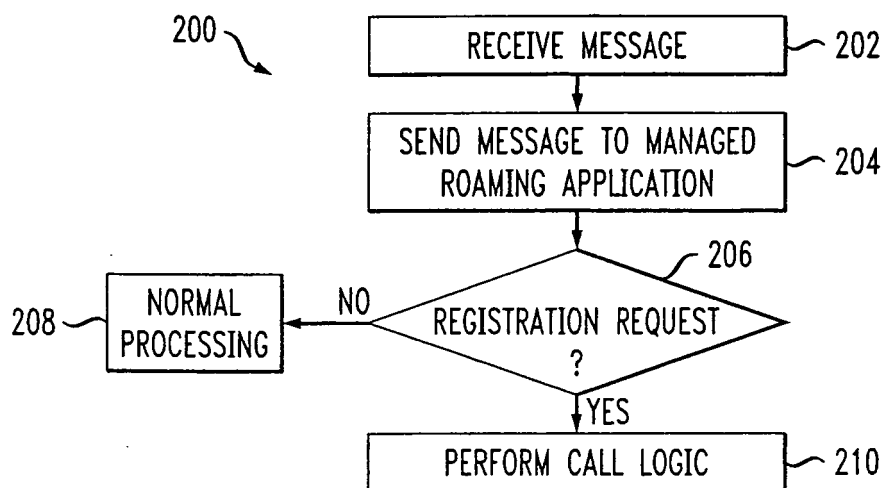 200
RECEIVE MESSAGE
202
SEND MESSAGE TO MANAGED
ROAMING APPLICATION
204
206
REGISTRATION REQUEST
?
NO
NORMAL
PROCESSING
208
YES
PERFORM CALL LOGIC
210